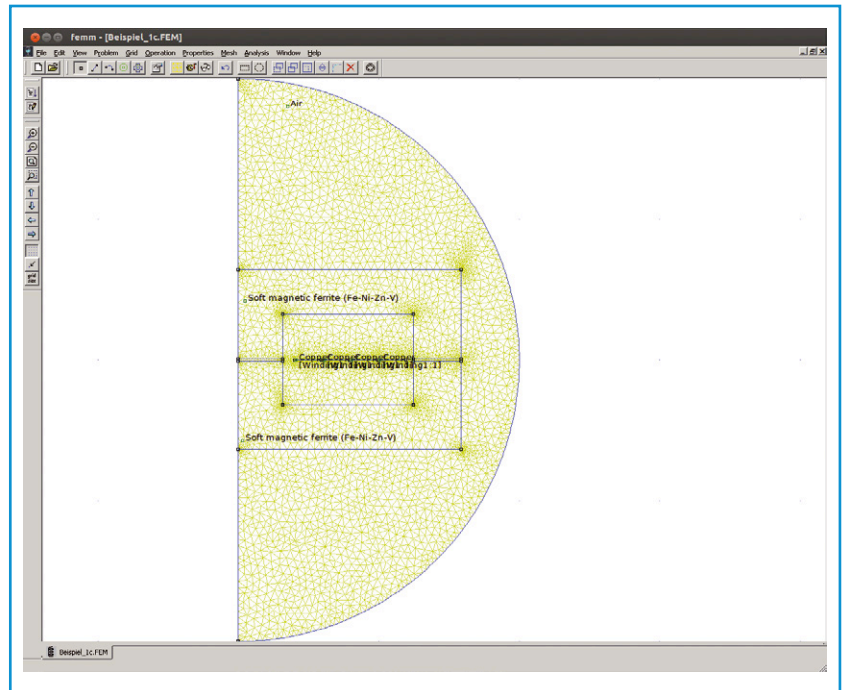 femm - [Beispiel_1c.FEM]
File Edit View Problem Grid Operation Properties Mesh Analysis Window Help
Air
Soft magnetic ferrite (Fe-Ni-Zn-V)
Soft magnetic ferrite (Fe-Ni-Zn-V)
Beispiel_1c.FEM